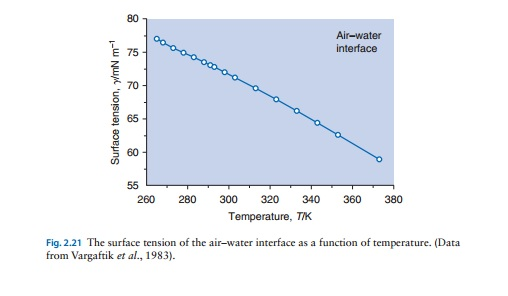 80
75
70
65
60
55
Surface tension, γ/mN m⁻¹
Air–water
interface
260 280 300 320 340 360 380
Temperature, T/K
Fig. 2.21 The surface tension of the air–water interface as a function of temperature. (Data
from Vargaftik et al., 1983).